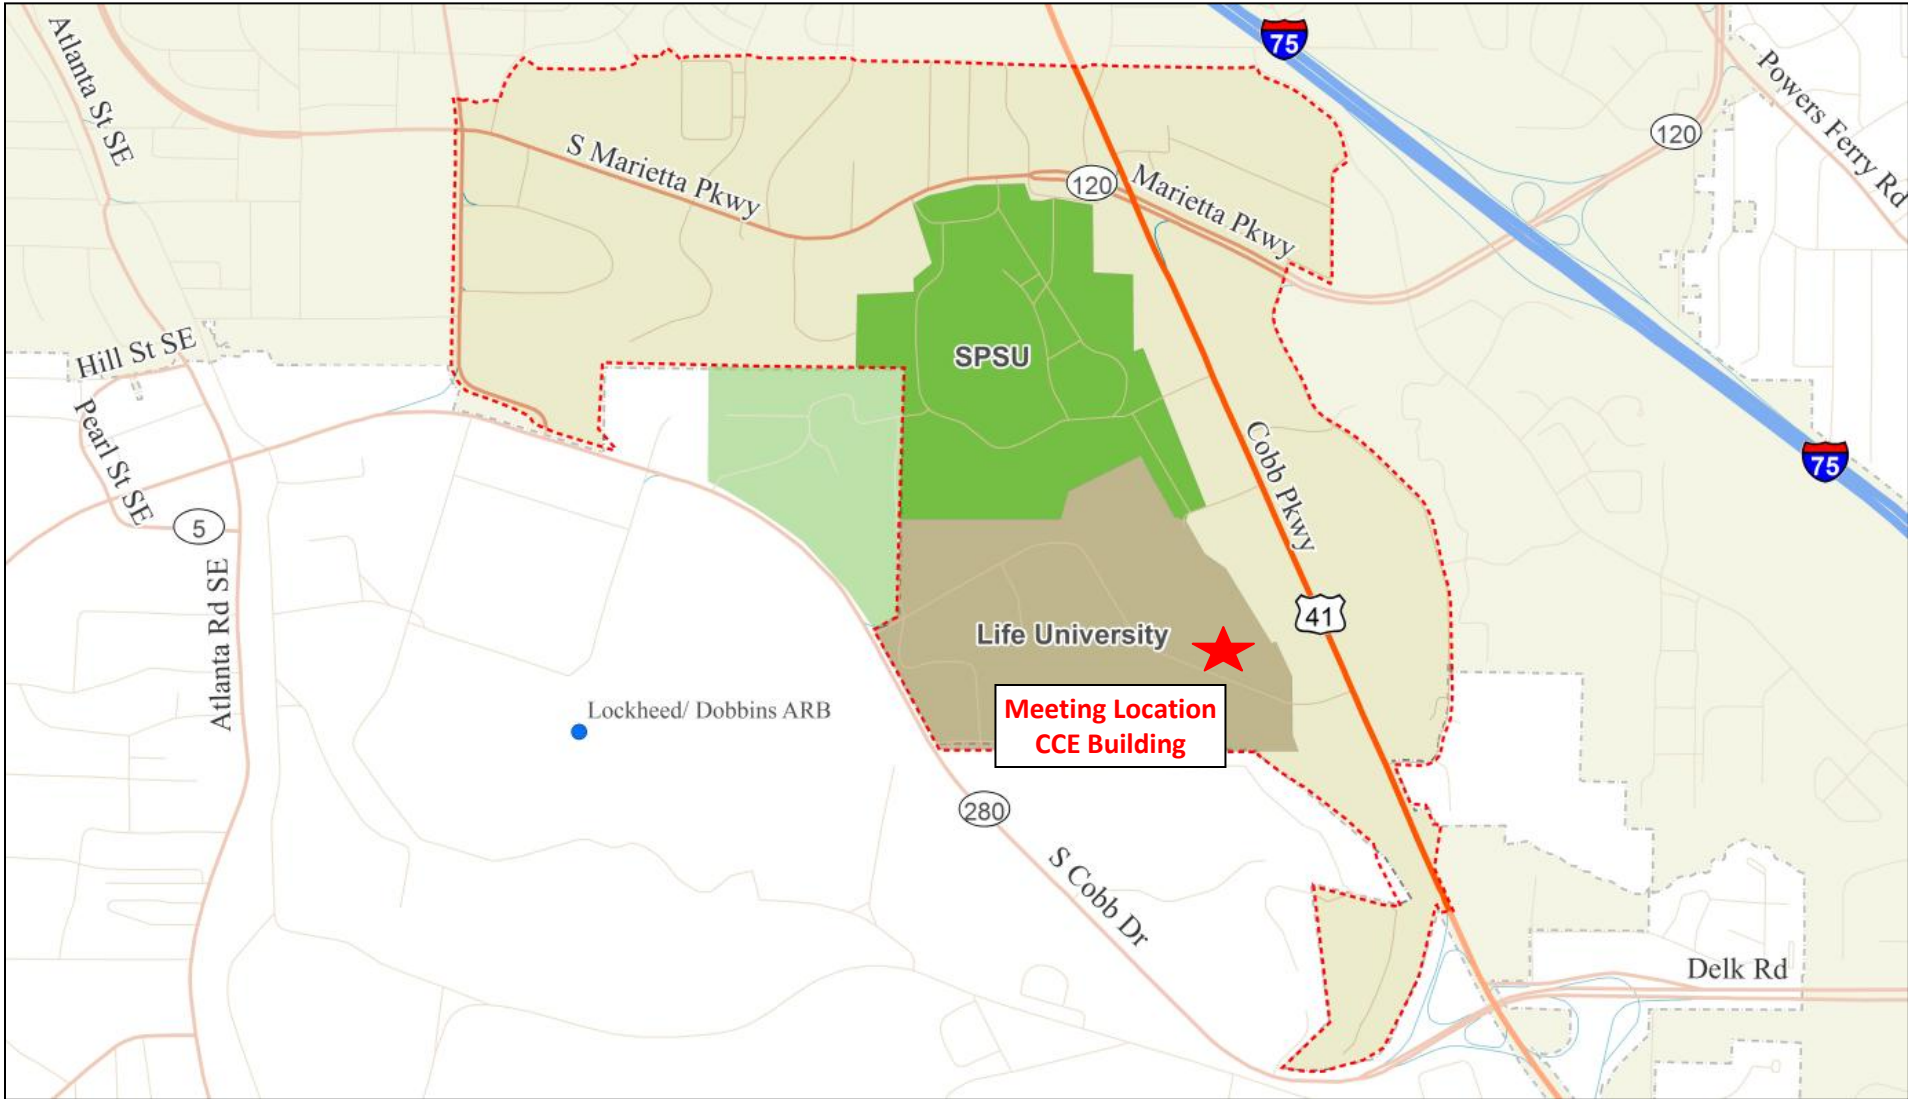 75
Atlanta St SE
Powers Ferry Rd
120
S Marietta Pkwy
120
Marietta Pkwy
Hill St SE
SPSU
Pearl St SE
Cobb Pkwy
75
5
Atlanta Rd SE
41
Life University
Lockheed/ Dobbins ARB
Meeting Location
CCE Building
280
S Cobb Dr
Delk Rd